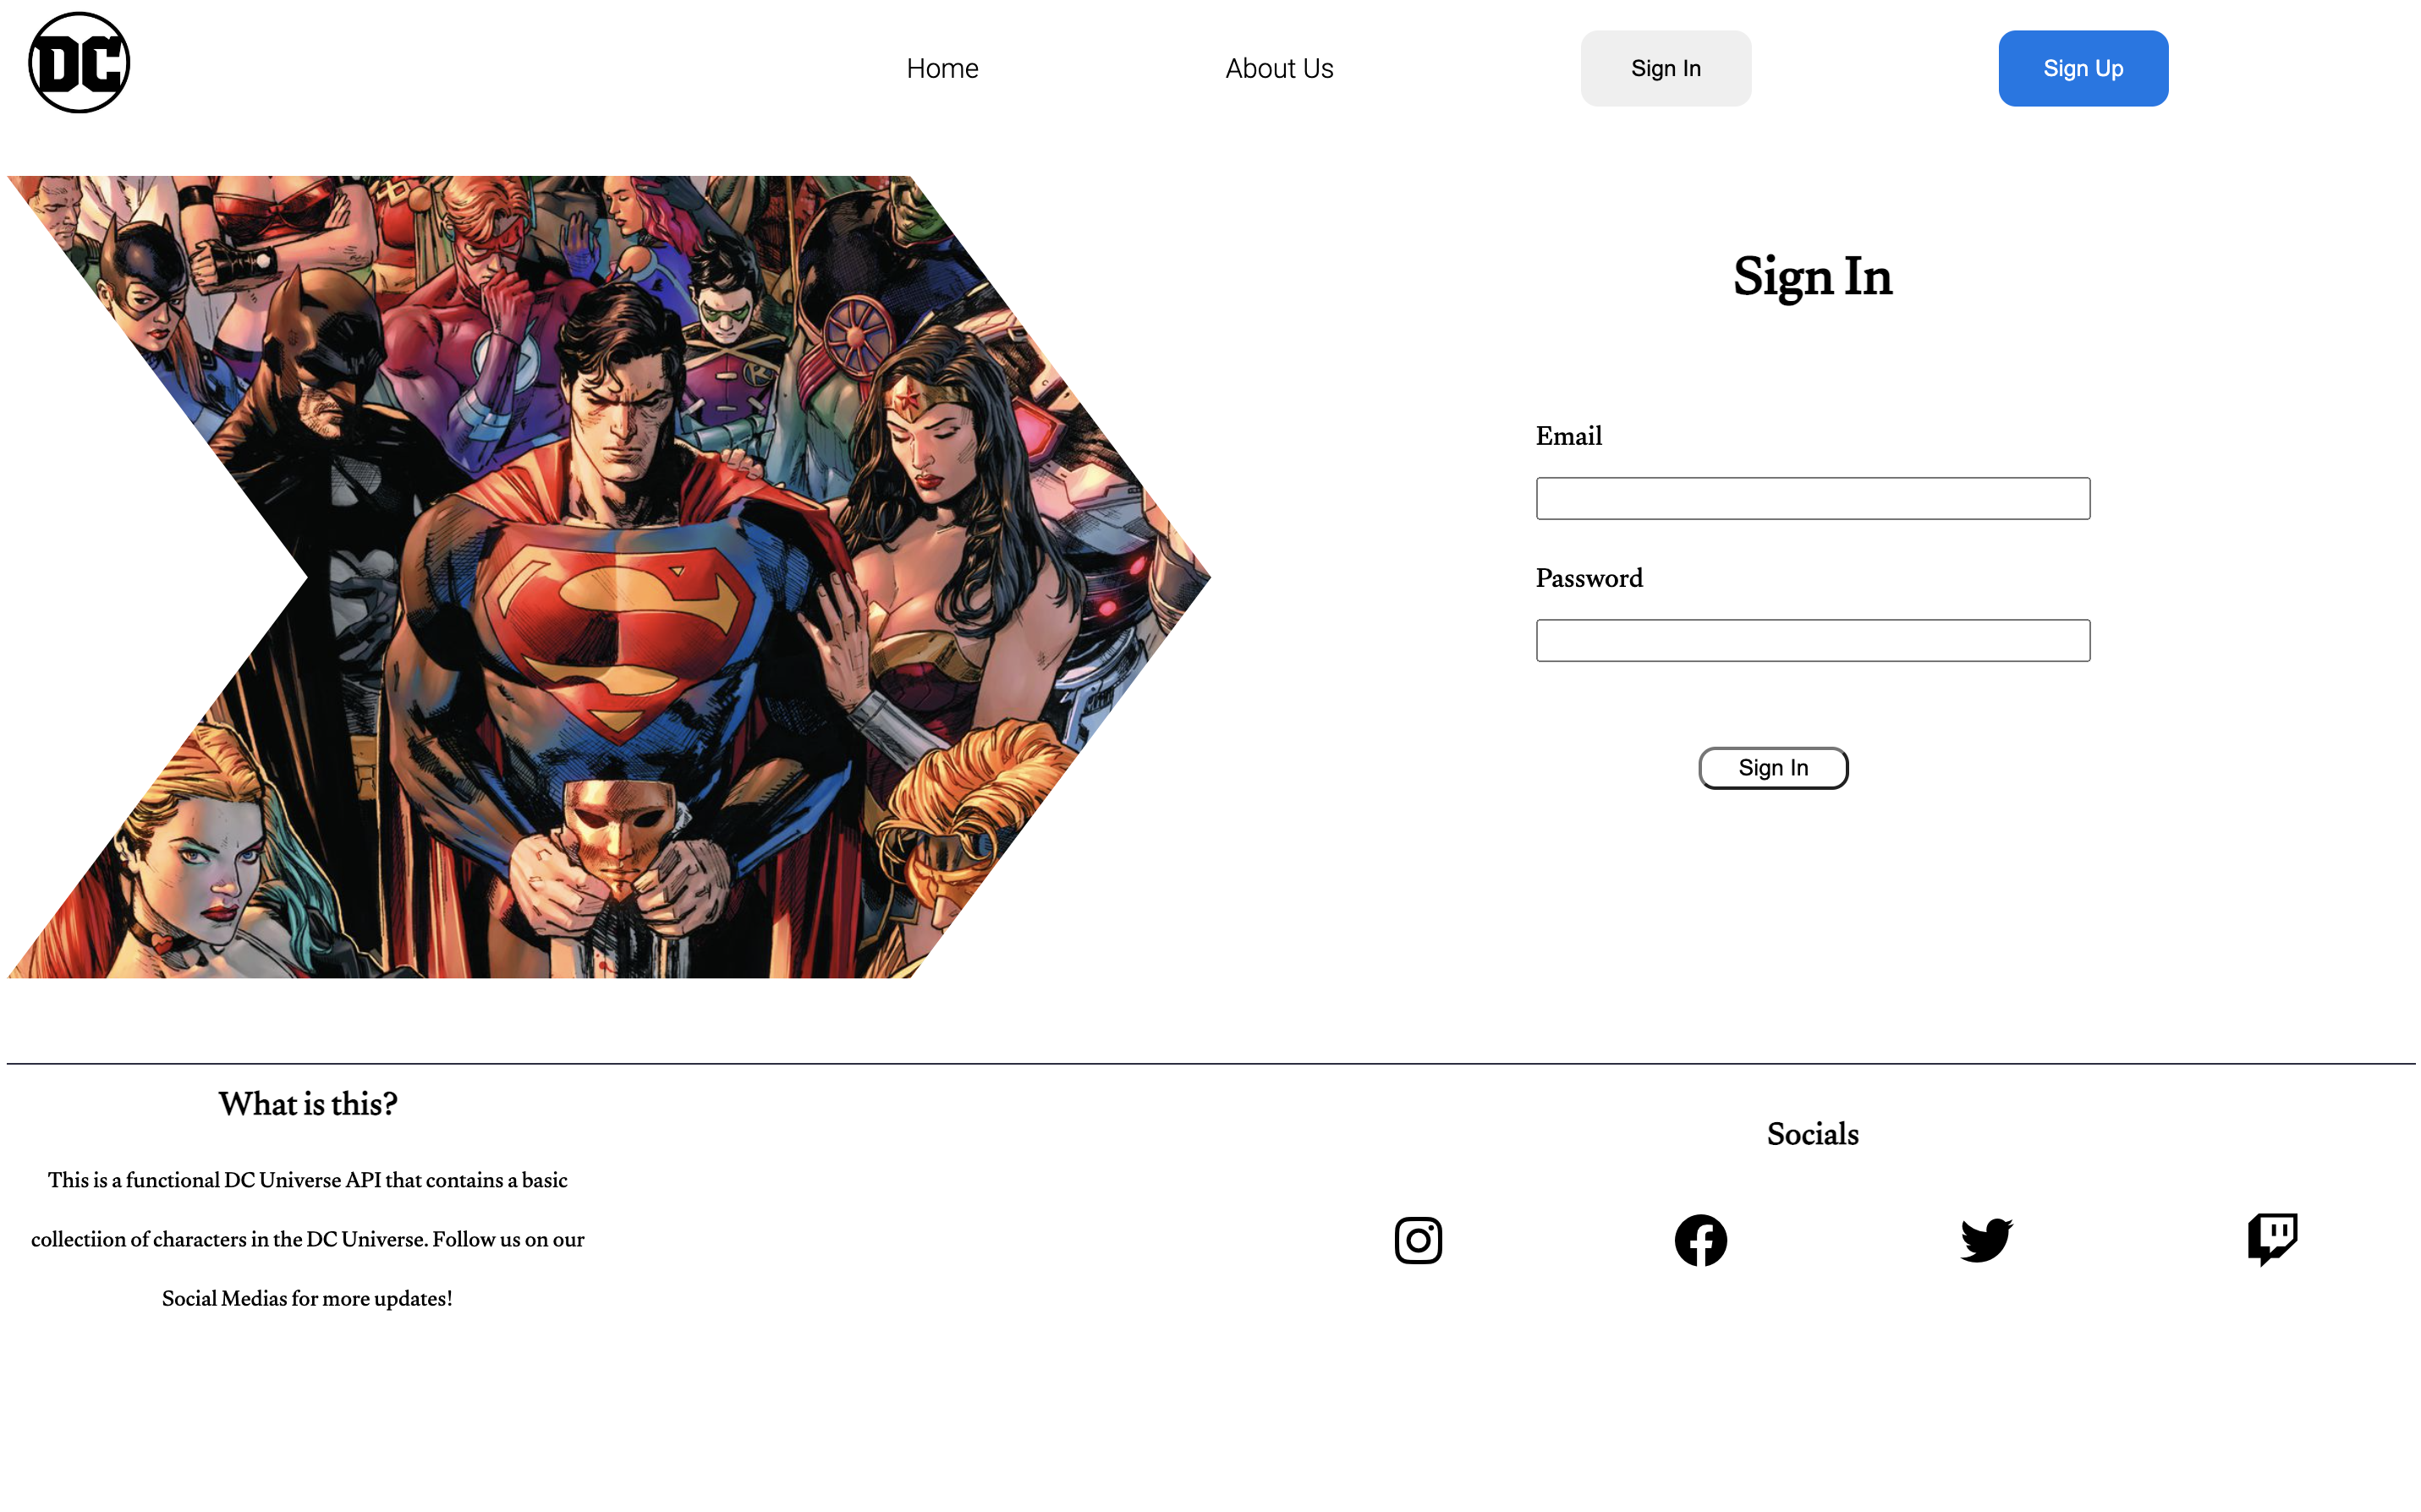 DC
Home
About Us
Sign In
Sign Up
Sign In
Email
Password
Sign In
What is this?
This is a functional DC Universe API that contains a basic
collectiion of characters in the DC Universe. Follow us on our
Social Medias for more updates!
Socials